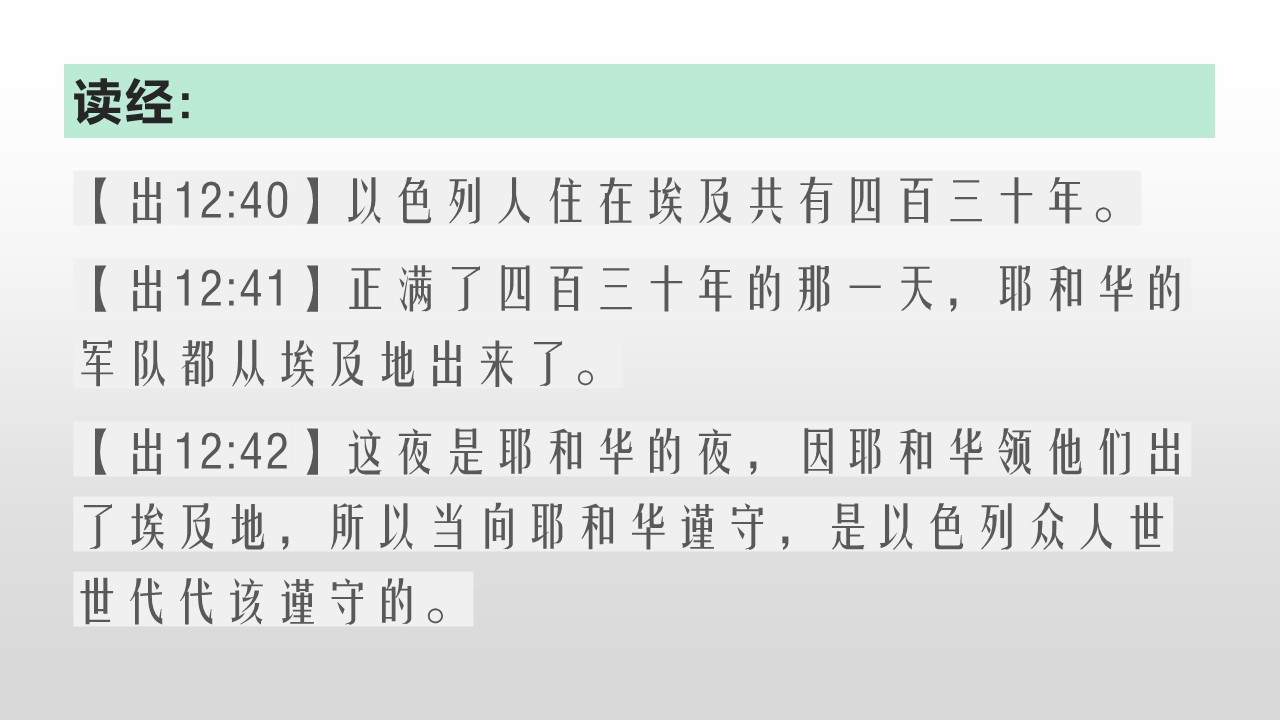 读经：
【出12:40】以色列人住在埃及共有四百三十年。
【出12:41】正满了四百三十年的那一天，耶和华的
军队都从埃及地出来了。
【出12:42】这夜是耶和华的夜，因耶和华领他们出
了埃及地，所以当向耶和华谨守，是以色列众人世
世代代该谨守的。